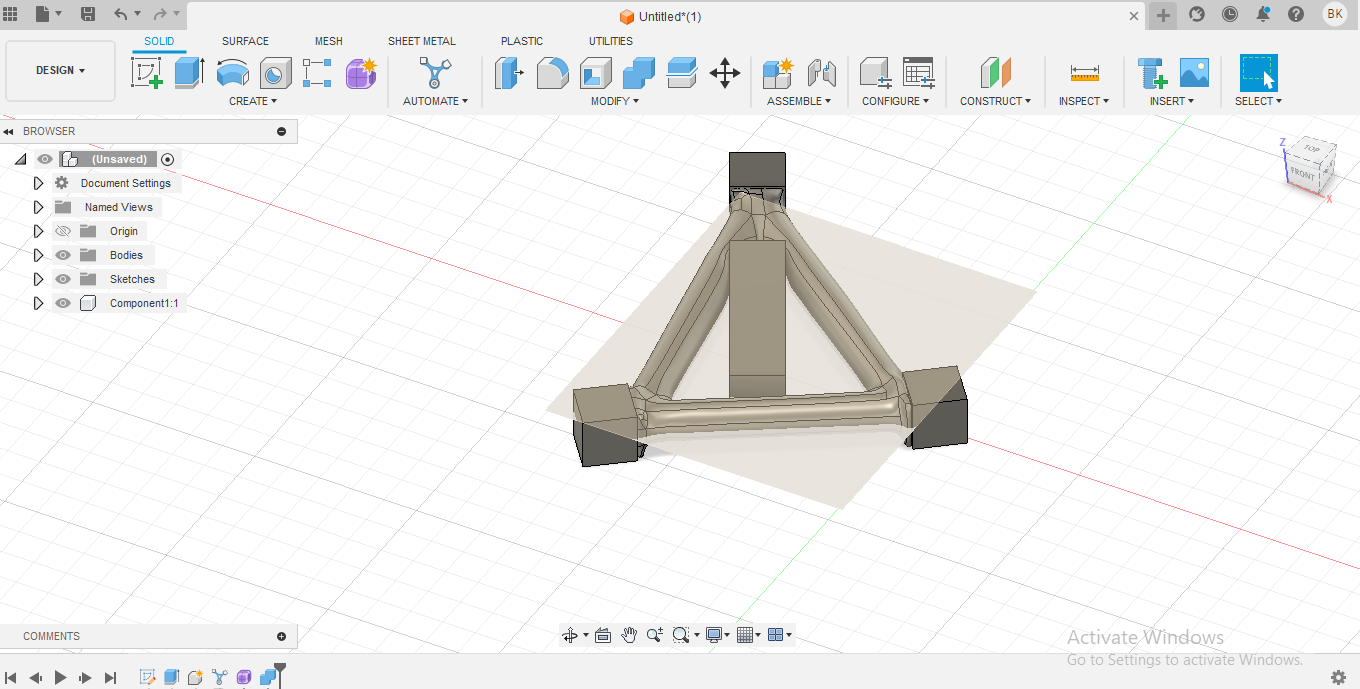 Untitled*(1)
BK
DESIGN
SOLID
SURFACE
MESH
SHEET METAL
PLASTIC
UTILITIES
CREATE
AUTOMATE
MODIFY
ASSEMBLE
CONFIGURE
CONSTRUCT
INSPECT
INSERT
SELECT
BROWSER
(Unsaved)
Document Settings
Named Views
Origin
Bodies
Sketches
Component1:1
Z
TOP
FRONT
X
COMMENTS
Activate Windows
Go to Settings to activate Windows.